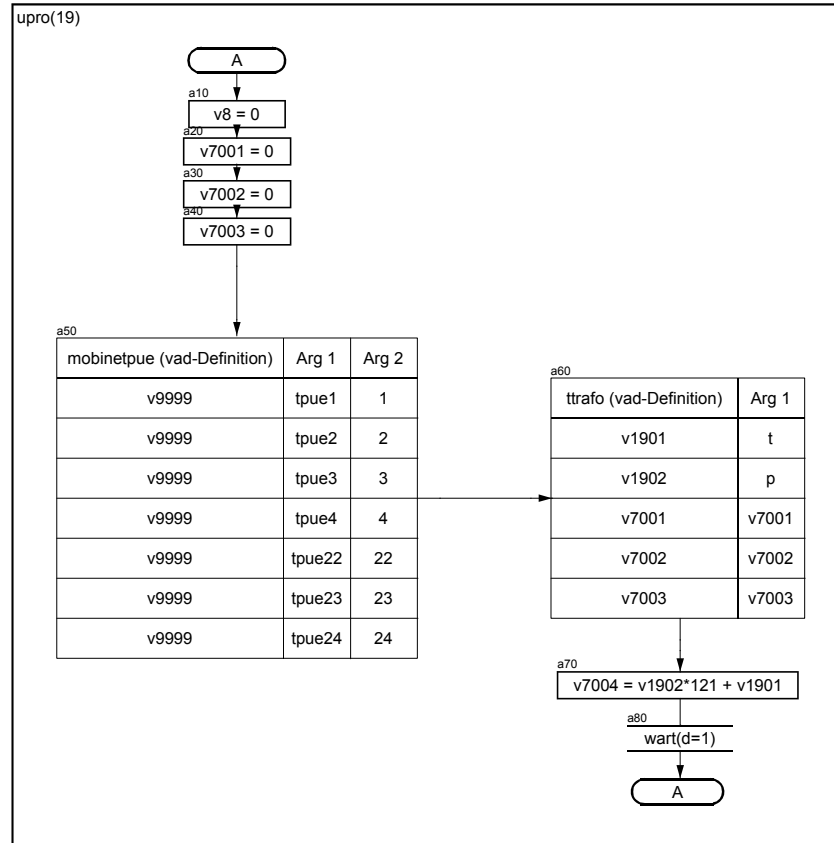 upro(19)
A
a10
v8 = 0
a20
v7001 = 0
a30
v7002 = 0
a40
v7003 = 0
a50
mobinetpue (vad-Definition) Arg 1 Arg 2
v9999 tpue1 1
v9999 tpue2 2
v9999 tpue3 3
v9999 tpue4 4
v9999 tpue22 22
v9999 tpue23 23
v9999 tpue24 24
a60
ttrafo (vad-Definition) Arg 1
v1901 t
v1902 p
v7001 v7001
v7002 v7002
v7003 v7003
a70
v7004 = v1902*121 + v1901
a80
wart(d=1)
A